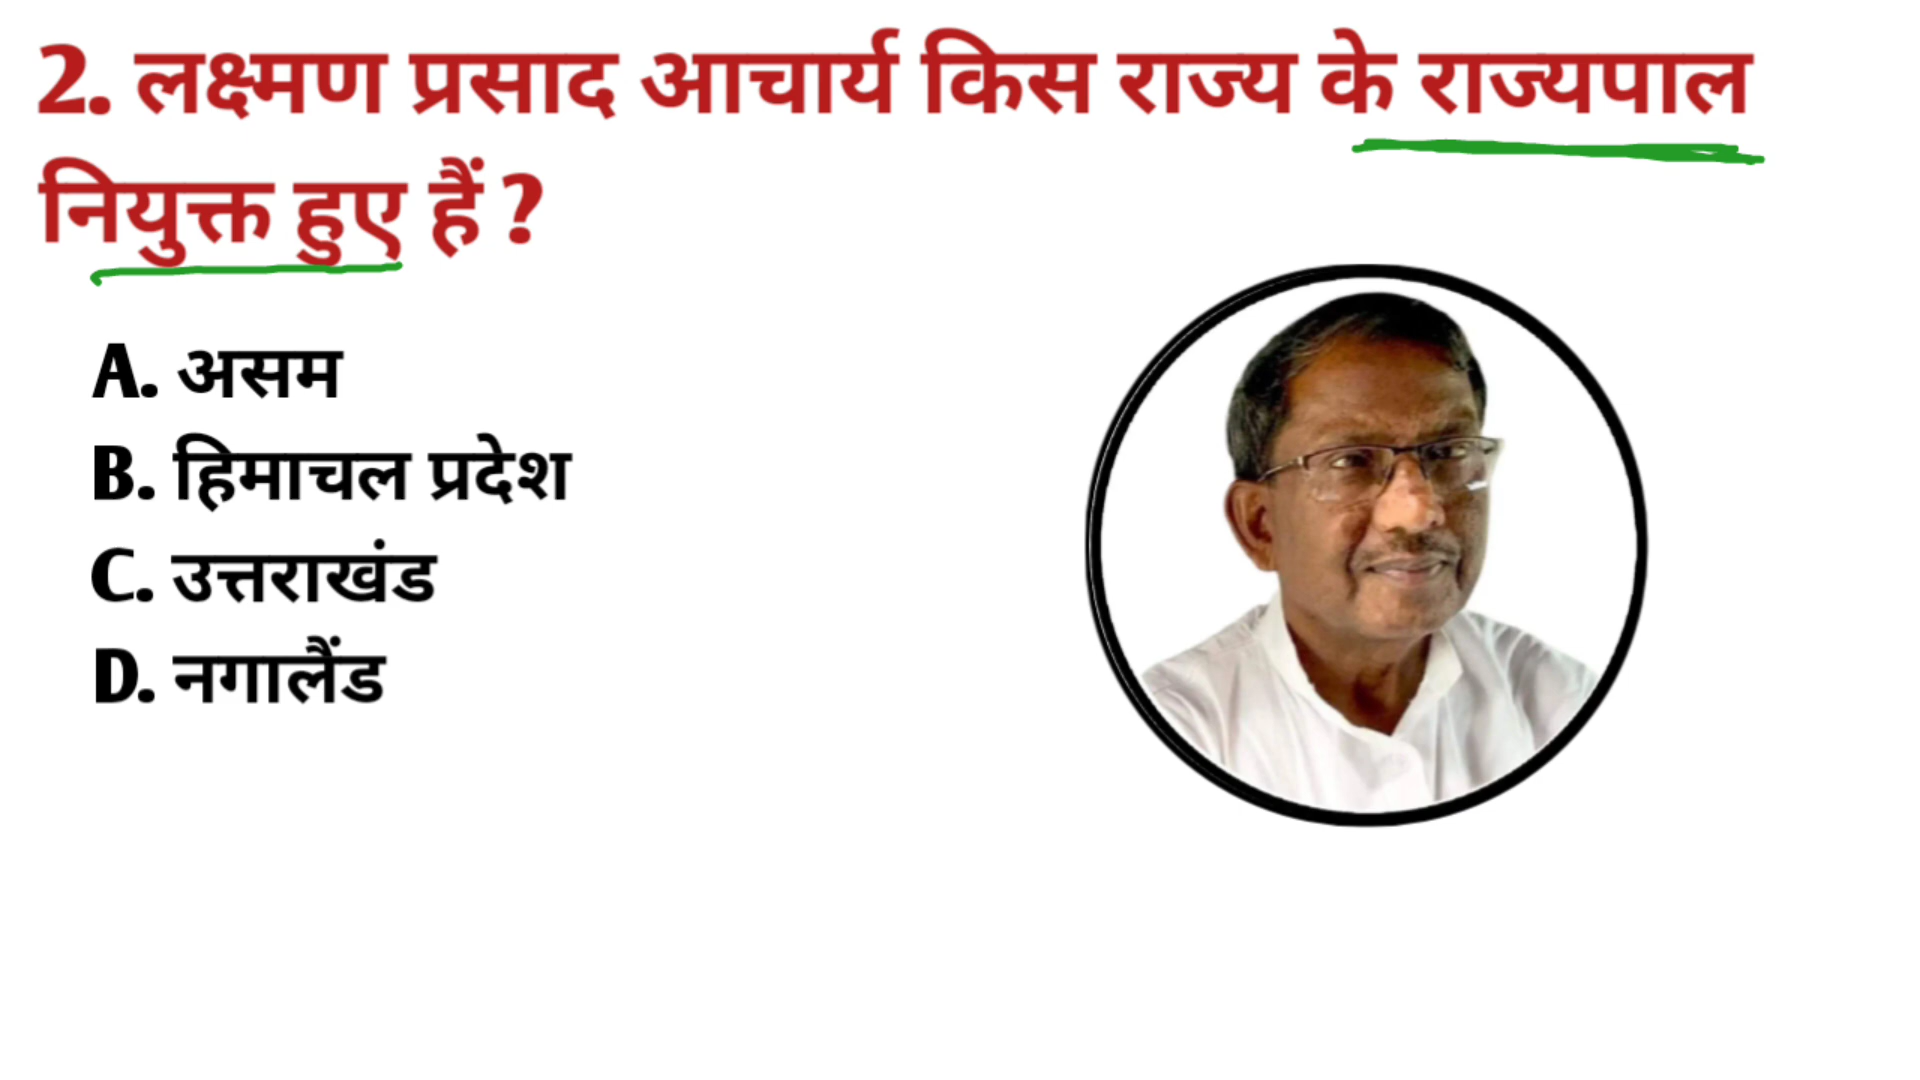 2. लक्ष्मण प्रसाद आचार्य किस राज्य के राज्यपाल
नियुक्त हुए हैं ?
A. असम
B. हिमाचल प्रदेश
C. उत्तराखंड
D. नगालैंड